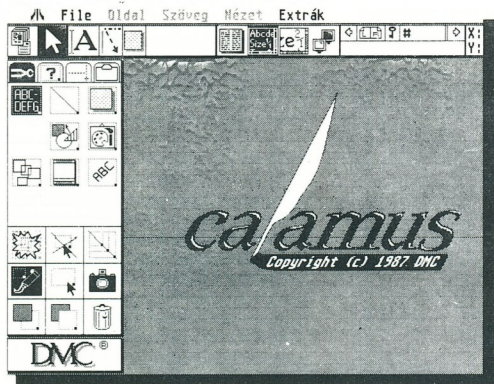 File Oldal Szöveg Nézet Extrák
A
Abcde
Size
X:
?
#
Y:
?
ABC-
DEFG
ABC
calamus
Copyright (c) 1987 DMC
DMC ®